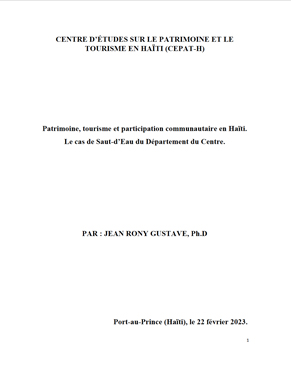 CENTRE D'ÉTUDES SUR LE PATRIMOINE ET LE
TOURISME EN HAÏTI (CEPAT-H)
Patrimoine, tourisme et participation communautaire en Haïti.
Le cas de Saut-d'Eau du Département du Centre.
PAR : JEAN RONY GUSTAVE, Ph.D
Port-au-Prince (Haïti), le 22 février 2023.
1